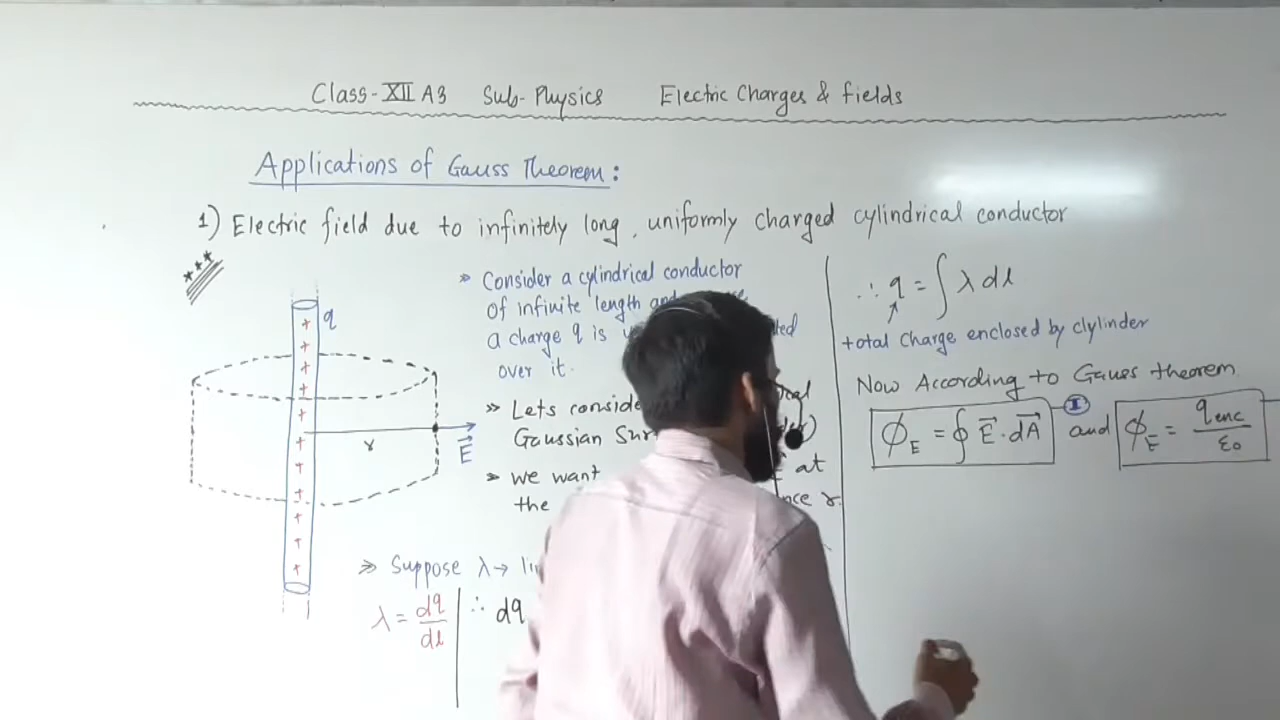 Class-XII A3 Sub-Physics Electric Charges & fields
Applications of Gauss Theorem:
1) Electric field due to infinitely long, uniformly charged cylindrical conductor
***
q
+
+
+
+
+
+
+
+
+
+
+
r
E⃗
» Consider a cylindrical conductor
of infinite length and
a charge q is
over it.
» Lets conside
Gaussian Sur
» we want at
the r.
» Suppose λ→
λ = dq/dl
∴ dq
∴ q = ∫ λ dl
total Charge enclosed by clylinder
Now According to Gauss theorem
ϕE = ∮ E⃗ . dA⃗ I and ϕE = qenc/ε0